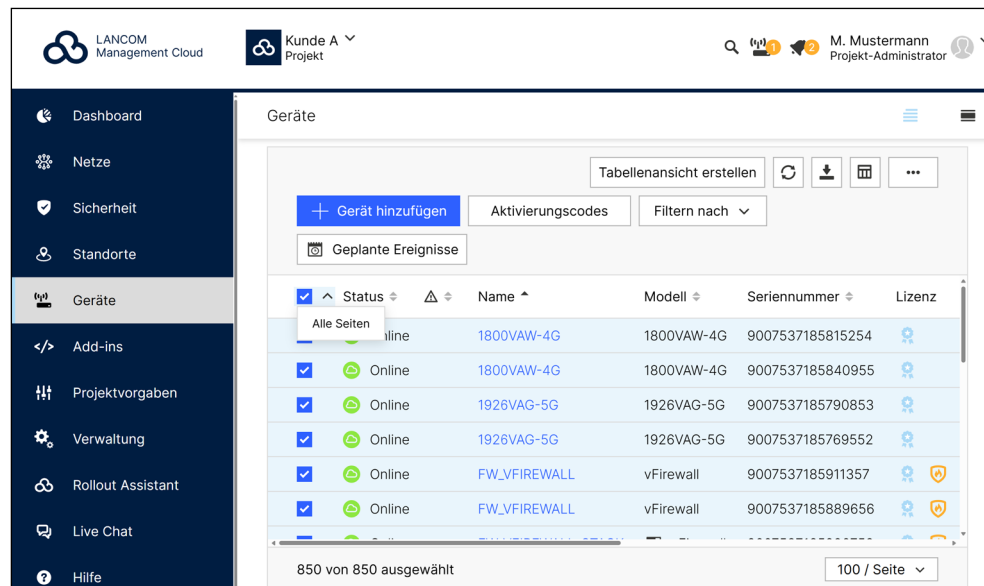 LANCOM
Management Cloud
Kunde A
Projekt
1
2
M. Mustermann
Projekt-Administrator
Dashboard
Netze
Sicherheit
Standorte
Geräte
Add-ins
Projektvorgaben
Verwaltung
Rollout Assistant
Live Chat
Hilfe
Geräte
Tabellenansicht erstellen
Gerät hinzufügen
Aktivierungscodes
Filtern nach
Geplante Ereignisse
Status Name Modell Seriennummer Lizenz
Alle Seiten
1800VAW-4G 1800VAW-4G 9007537185815254
Online 1800VAW-4G 1800VAW-4G 9007537185840955
Online 1926VAG-5G 1926VAG-5G 9007537185790853
Online 1926VAG-5G 1926VAG-5G 9007537185769552
Online FW_VFIREWALL vFirewall 9007537185911357
Online FW_VFIREWALL vFirewall 9007537185889656
850 von 850 ausgewählt
100 / Seite